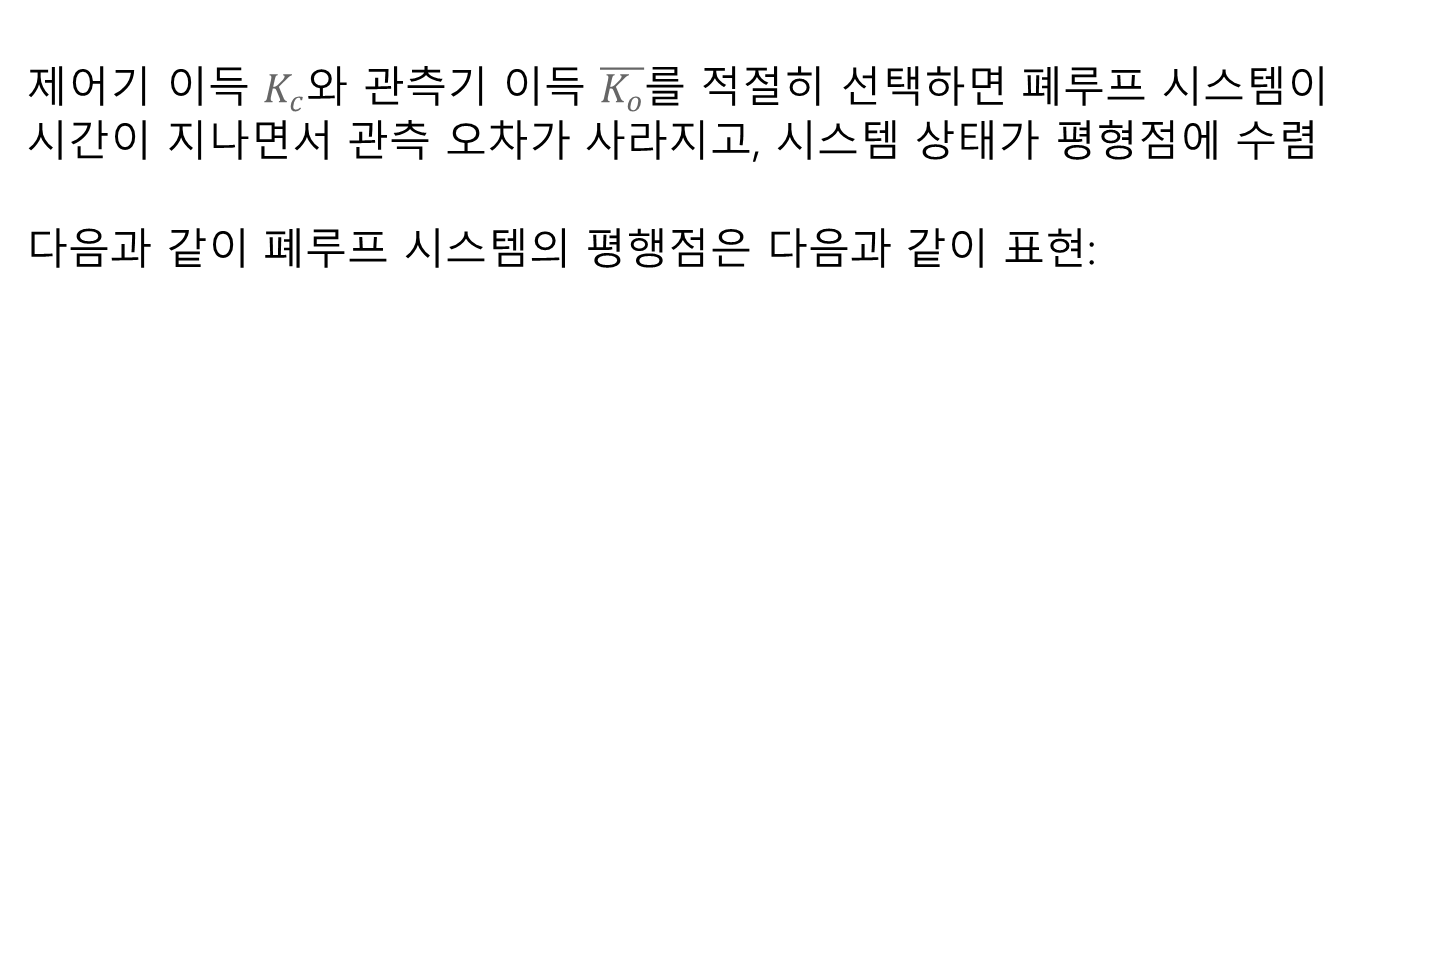 제어기 이득 K_c와 관측기 이득 \overline{K_o}를 적절히 선택하면 폐루프 시스템이
시간이 지나면서 관측 오차가 사라지고, 시스템 상태가 평형점에 수렴
다음과 같이 폐루프 시스템의 평행점은 다음과 같이 표현: